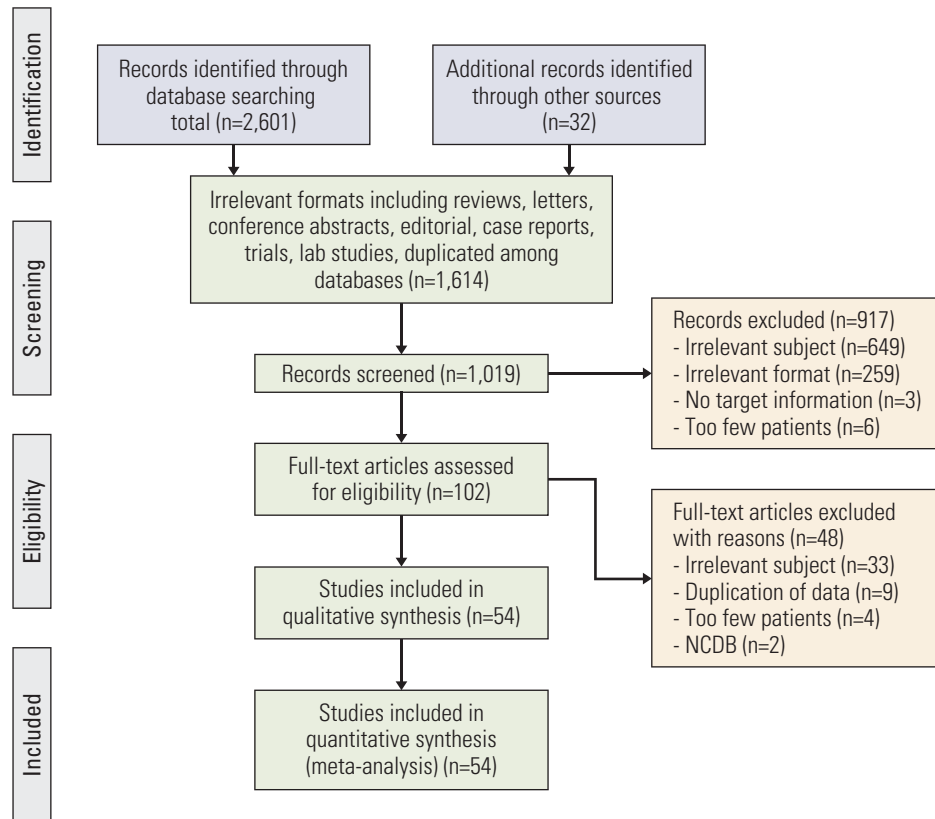 Identification
Records identified through
database searching
total (n=2,601)
Additional records identified
through other sources
(n=32)
Irrelevant formats including reviews, letters,
conference abstracts, editorial, case reports,
trials, lab studies, duplicated among
databases (n=1,614)
Screening
Records screened (n=1,019)
Records excluded (n=917)
- Irrelevant subject (n=649)
- Irrelevant format (n=259)
- No target information (n=3)
- Too few patients (n=6)
Eligibility
Full-text articles assessed
for eligibility (n=102)
Full-text articles excluded
with reasons (n=48)
- Irrelevant subject (n=33)
- Duplication of data (n=9)
- Too few patients (n=4)
- NCDB (n=2)
Studies included in
qualitative synthesis (n=54)
Included
Studies included in
quantitative synthesis
(meta-analysis) (n=54)